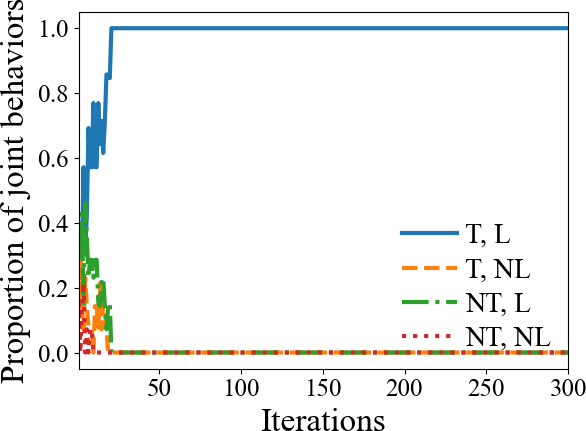 Proportion of joint behaviors
1.0
0.8
0.6
0.4
0.2
0.0
T, L
T, NL
NT, L
NT, NL
50 100 150 200 250 300
Iterations